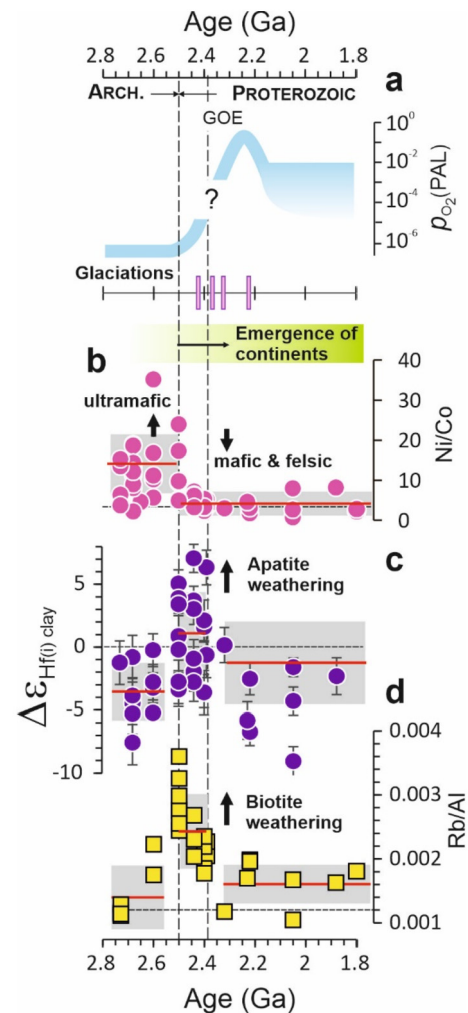 Age (Ga)
2.8 2.6 2.4 2.2 2.0 1.8
ARCH. PROTEROZOIC a
GOE
10⁰
10⁻²
10⁻⁴
10⁻⁶
pO₂(PAL)
?
Glaciations
Emergence of
continents
b
ultramafic
mafic & felsic
40
30
20
10
0
Ni/Co
c
Apatite
weathering
5
0
-5
-10
ΔεHf(i) clay
d
Biotite
weathering
0.004
0.003
0.002
0.001
Rb/Al
2.8 2.6 2.4 2.2 2.0 1.8
Age (Ga)